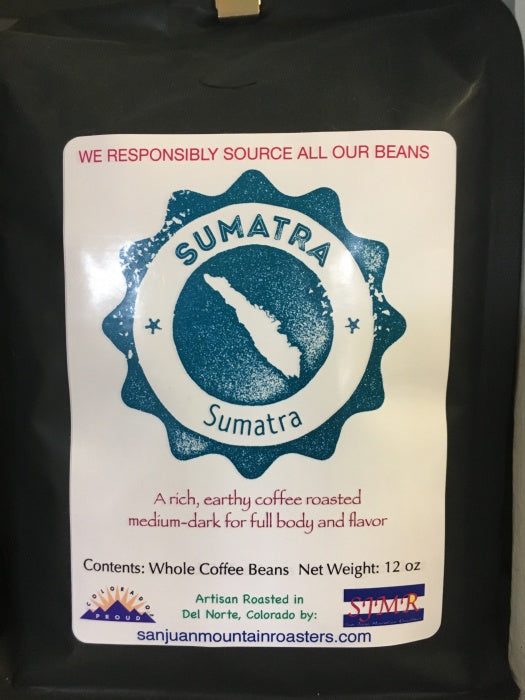 WE RESPONSIBLY SOURCE ALL OUR BEANS
SUMATRA
Sumatra
A rich, earthy coffee roasted
medium-dark for full body and flavor
Contents: Whole Coffee Beans Net Weight: 12 oz
COLORADO
PROUD
Artisan Roasted in
Del Norte, Colorado by:
SJMR
sanjuanmountainroasters.com